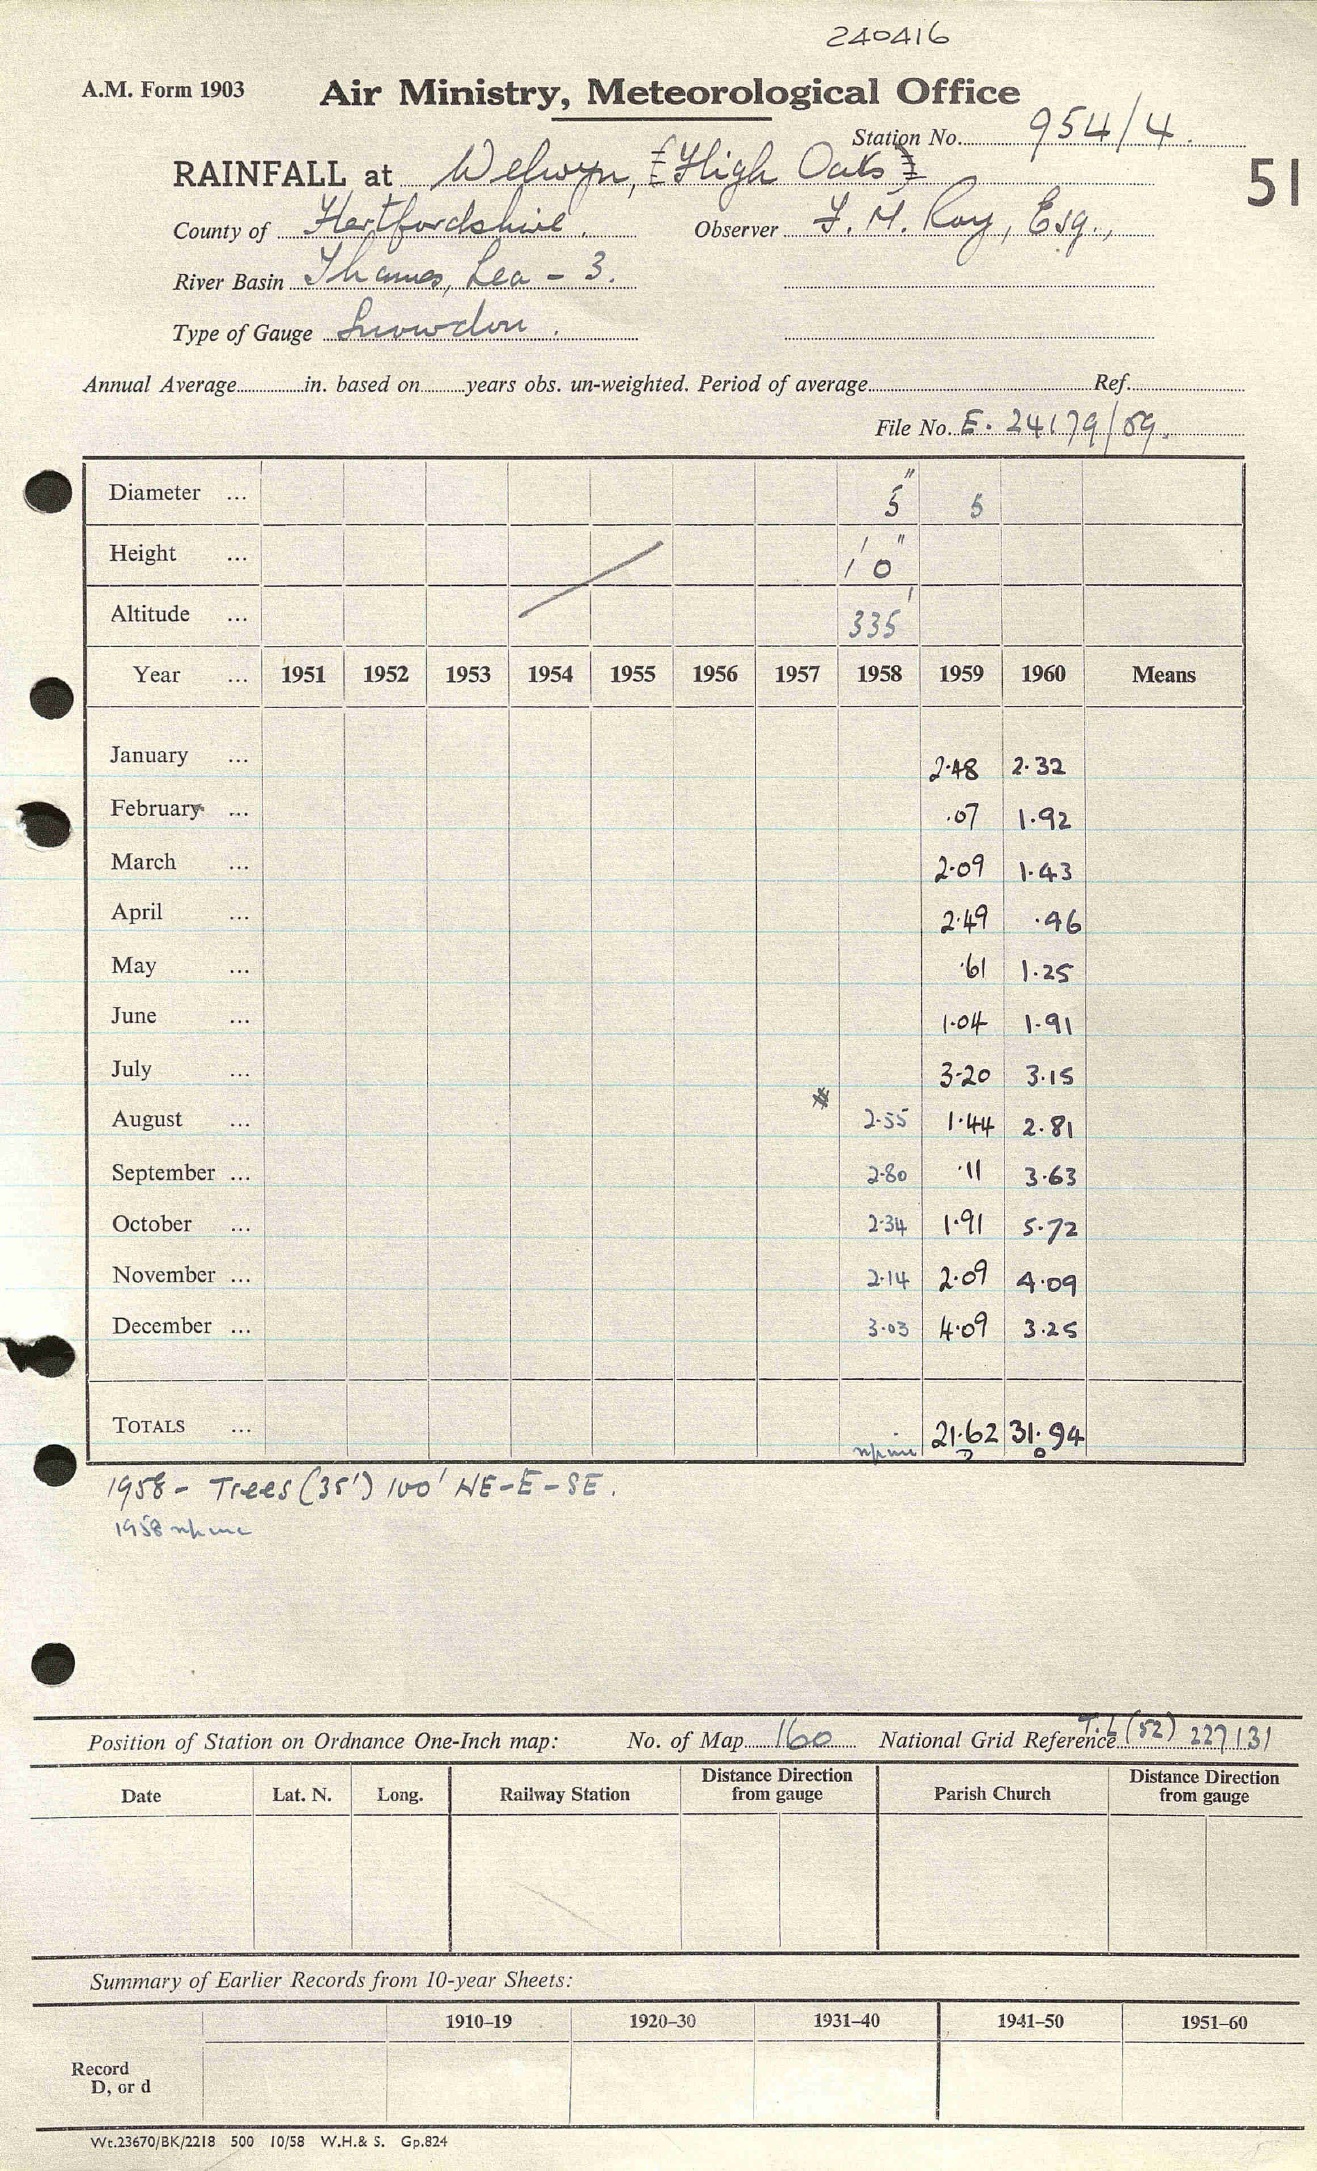 240416
A.M. Form 1903 Air Ministry, Meteorological Office
Station No. 954/4.
RAINFALL at Welwyn, (High Oaks) 51
County of Hertfordshire. Observer F. M. Roy, Esq.,
River Basin Thames, Lea - 3.
Type of Gauge Snowdon.
Annual Average in. based on years obs. un-weighted. Period of average Ref.
File No. E. 24179/59.
Diameter ... 5" 5
Height ... 1' 0"
Altitude ... 335'
Year ... 1951 1952 1953 1954 1955 1956 1957 1958 1959 1960 Means
January ... 2.48 2.32
February ... .07 1.92
March ... 2.09 1.43
April ... 2.49 .46
May ... .61 1.25
June ... 1.04 1.91
July ... 3.20 3.15
August ... 2.55 1.44 2.81
September ... 2.80 .11 3.63
October ... 2.34 1.91 5.72
November ... 2.14 2.09 4.09
December ... 3.03 4.09 3.25
TOTALS ... 21.62 31.94
1958 - Trees (35') 100' NE-E-SE.
1958
Position of Station on Ordnance One-Inch map: No. of Map 160 National Grid Reference T.L (52) 227131
Date Lat. N. Long. Railway Station Distance Direction from gauge Parish Church Distance Direction from gauge
Summary of Earlier Records from 10-year Sheets:
1910–19 1920–30 1931–40 1941–50 1951–60
Record
D, or d
Wt.23670/BK/2218 500 10/58 W.H.& S. Gp.824